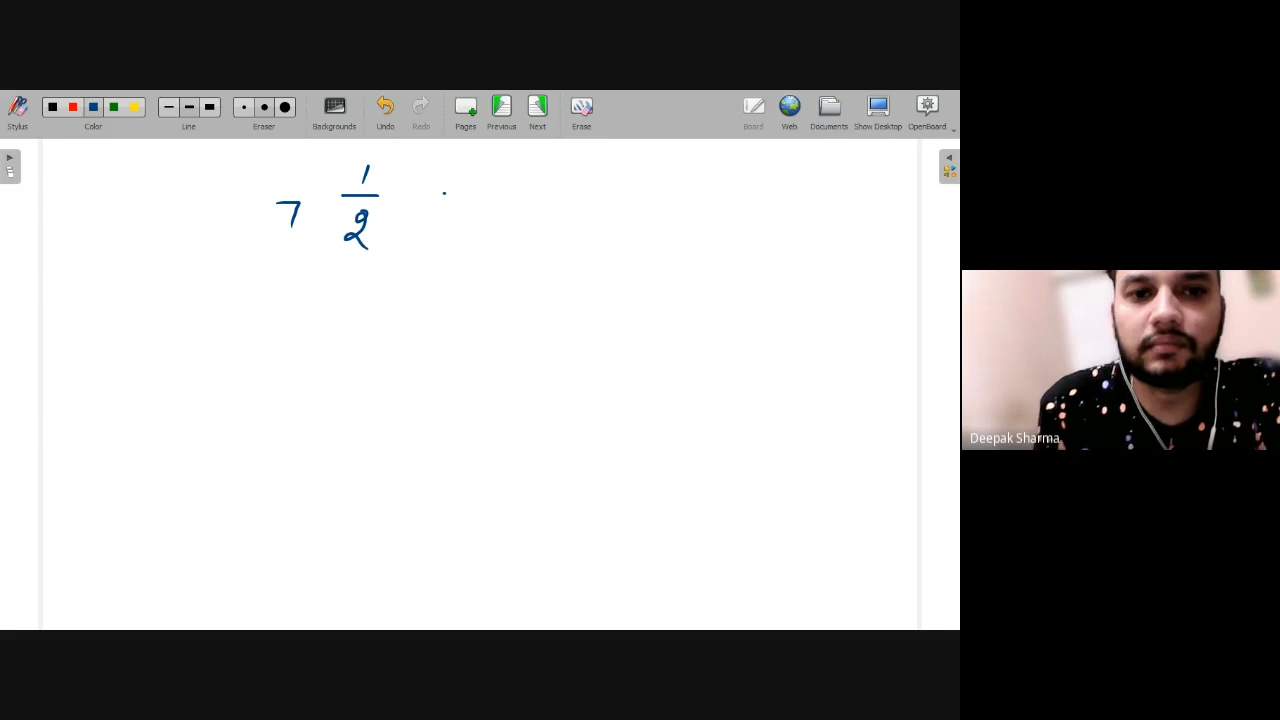 Stylus Color Line Eraser Backgrounds Undo Redo Pages Previous Next Erase Board Web Documents Show Desktop OpenBoard
7 1/2
Deepak Sharma